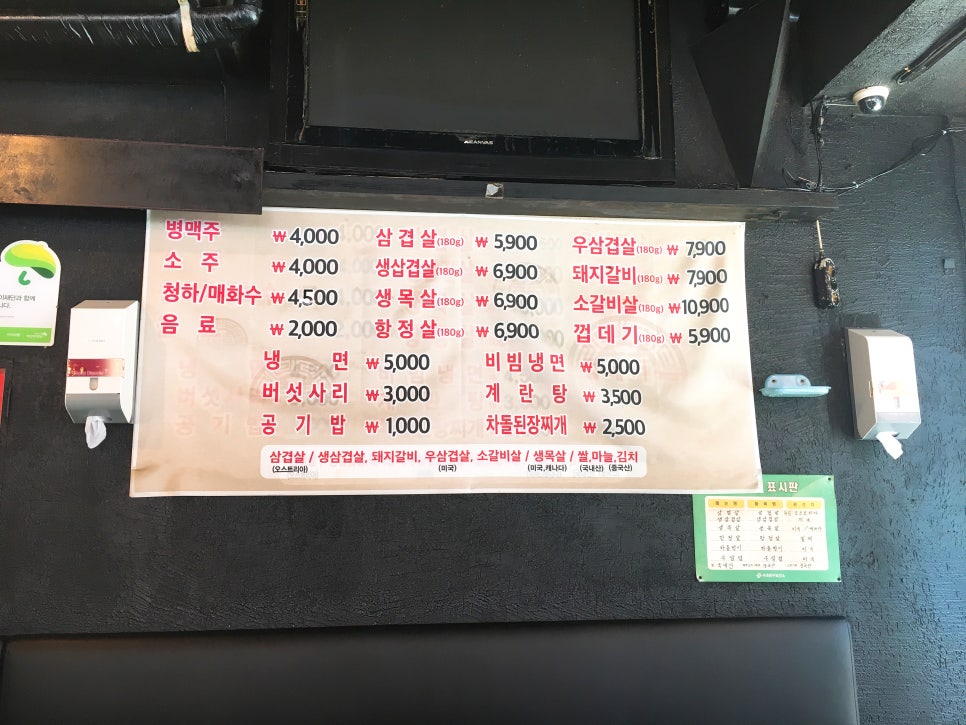 XCANVAS
병맥주 ₩4,000 삼겹살(180g) ₩5,900 우삼겹살(180g) ₩7,900
소주 ₩4,000 생삽겹살(180g) ₩6,900 돼지갈비(180g) ₩7,900
청하/매화수 ₩4,500 생목살(180g) ₩6,900 소갈비살(180g) ₩10,900
음료 ₩2,000 항정살(180g) ₩6,900 껍데기(180g) ₩5,900
냉면 ₩5,000 비빔냉면 ₩5,000
버섯사리 ₩3,000 계란탕 ₩3,500
공기밥 ₩1,000 차돌된장찌개 ₩2,500
삼겹살 / 생삼겹살, 돼지갈비, 우삼겹살, 소갈비살 / 생목살 / 쌀,마늘,김치
(오스트리아) (미국) (미국,캐나다) (국내산) (중국산)
표시판